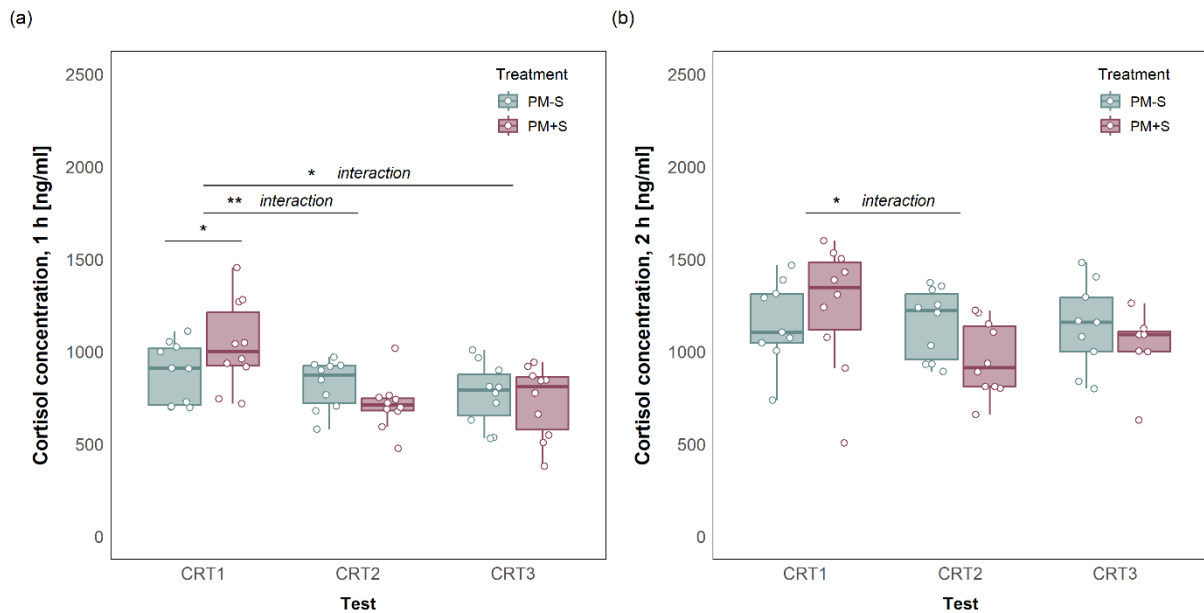 (a)
Cortisol concentration, 1 h [ng/ml]
2500
2000
1500
1000
500
0
Treatment
PM-S
PM+S
* interaction
** interaction
*
CRT1 CRT2 CRT3
Test
(b)
Cortisol concentration, 2 h [ng/ml]
2500
2000
1500
1000
500
0
Treatment
PM-S
PM+S
* interaction
CRT1 CRT2 CRT3
Test